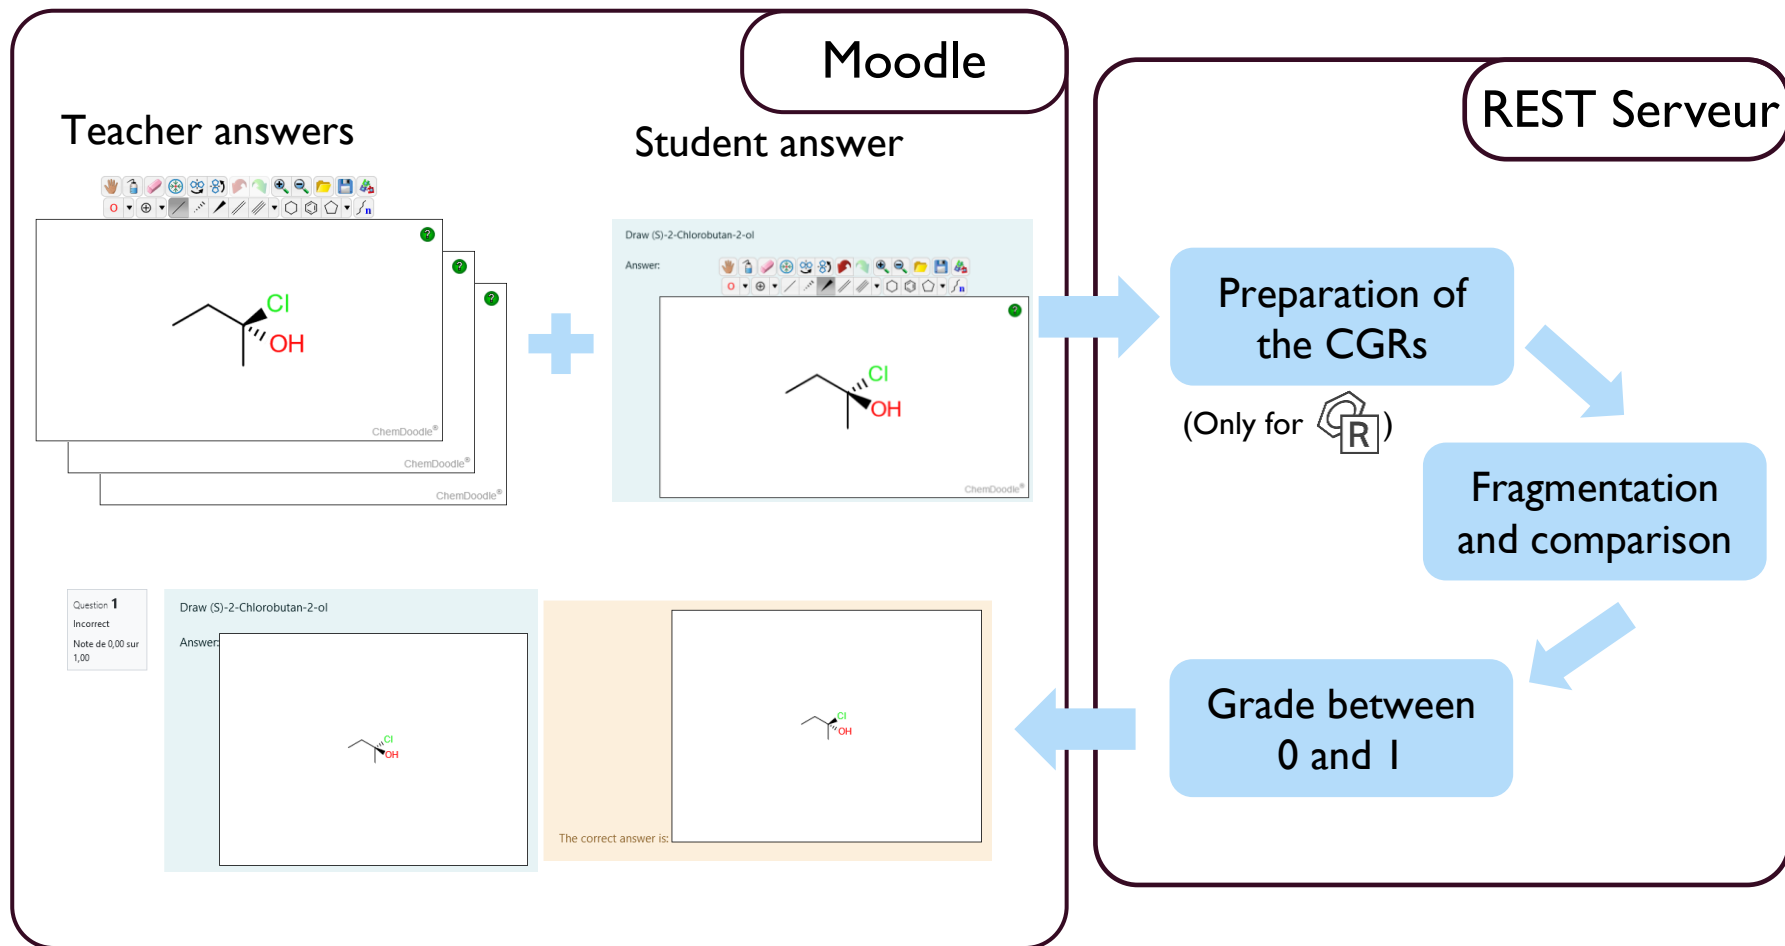 Moodle
REST Serveur
Teacher answers
Student answer
O
n
?
?
?
Cl
OH
ChemDoodle®
ChemDoodle®
ChemDoodle®
Draw (S)-2-Chlorobutan-2-ol
Answer:
O
n
?
Cl
OH
ChemDoodle®
Preparation of
the CGRs
(Only for R)
Fragmentation
and comparison
Grade between
0 and 1
Question 1
Incorrect
Note de 0,00 sur
1,00
Draw (S)-2-Chlorobutan-2-ol
Answer:
Cl
OH
Cl
OH
The correct answer is: